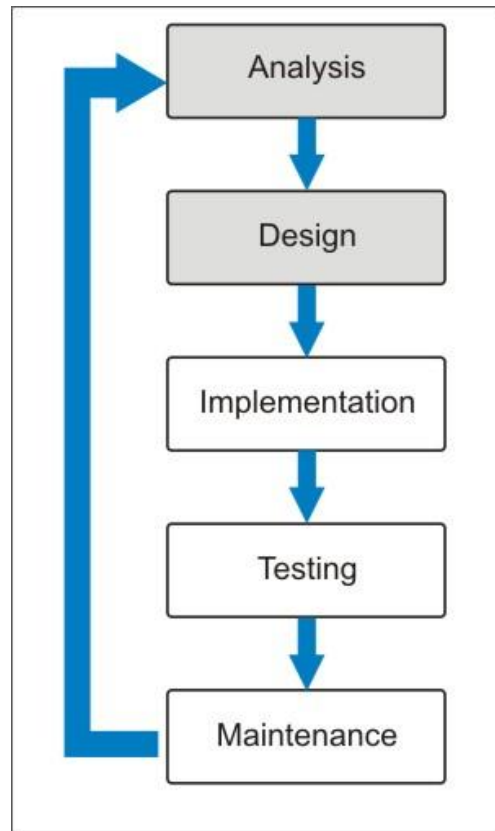 Analysis
Design
Implementation
Testing
Maintenance